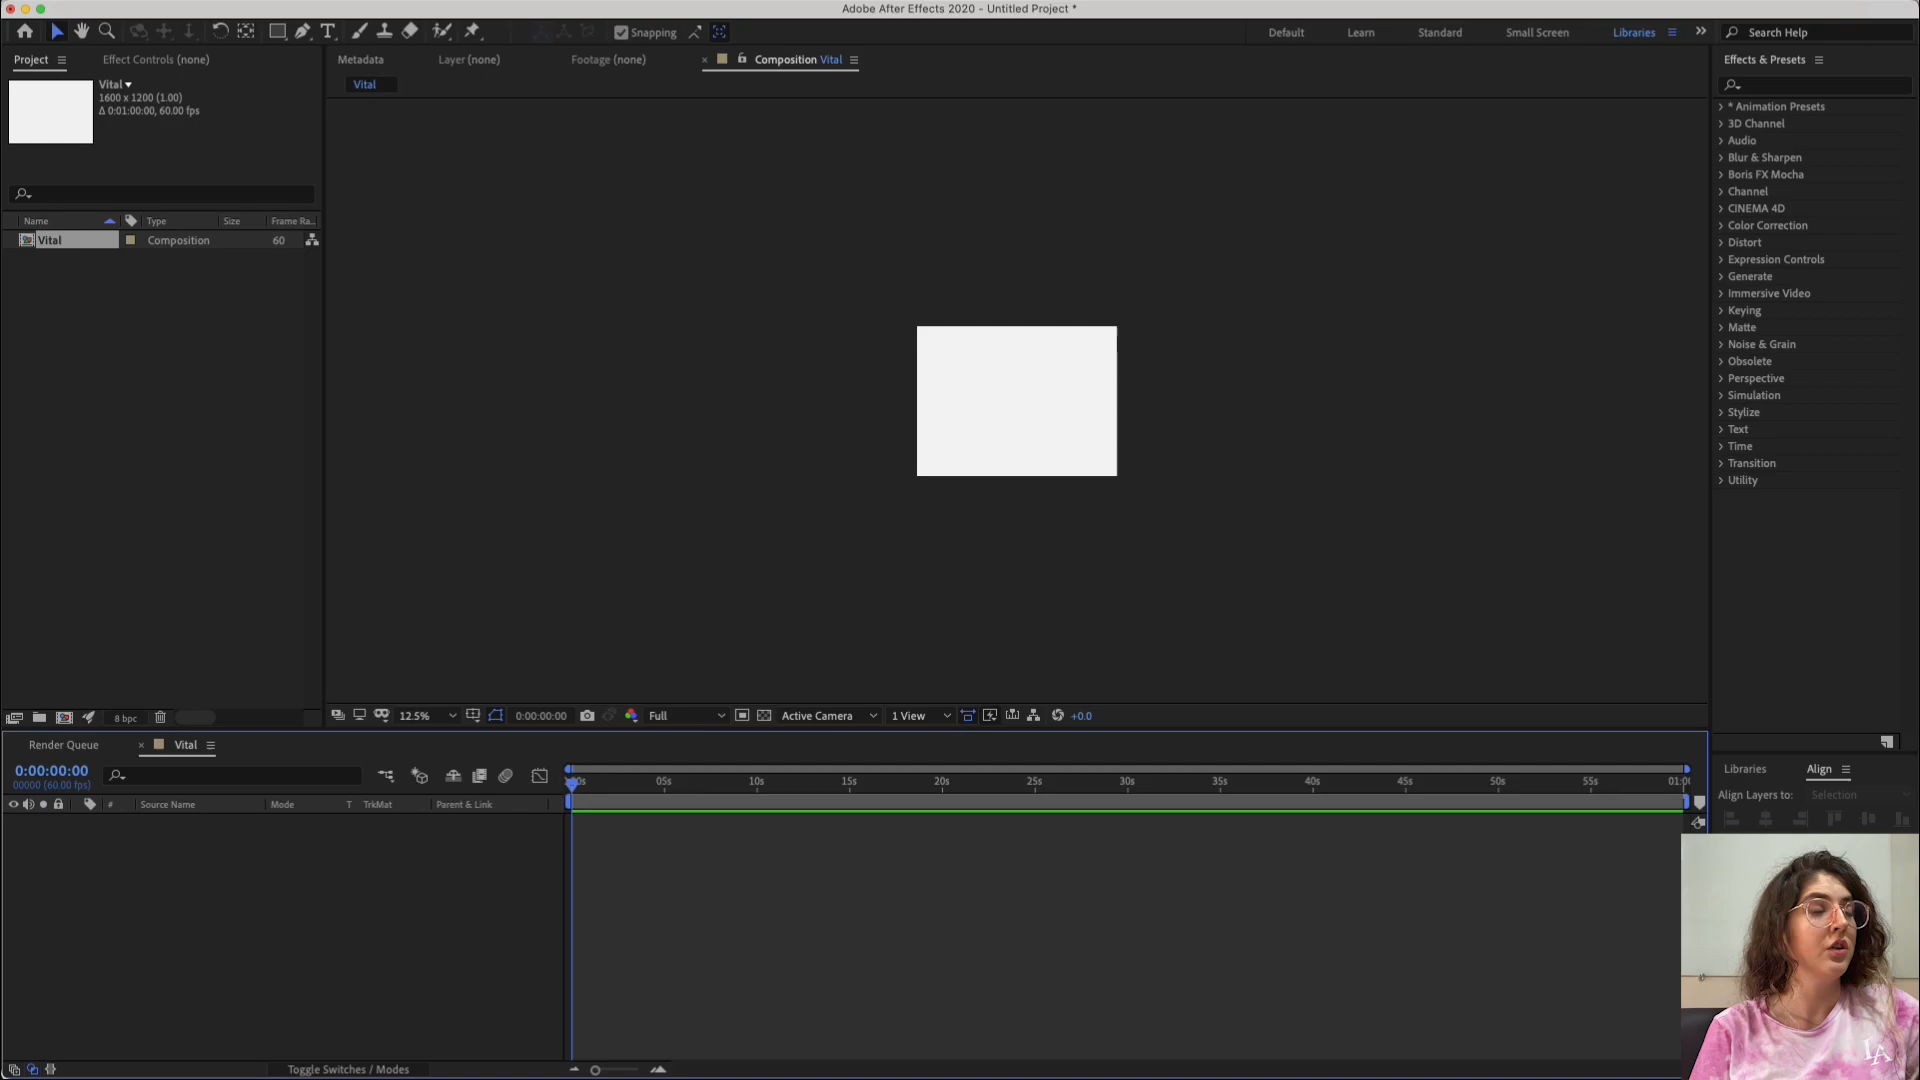 Adobe After Effects 2020 - Untitled Project *
Snapping
Default
Learn
Standard
Small Screen
Libraries
Search Help
Project
Effect Controls (none)
Metadata
Layer (none)
Footage (none)
Composition Vital
Effects & Presets
Vital
Vital
1600 x 1200 (1.00)
Δ 0:01:00:00, 60.00 fps
* Animation Presets
3D Channel
Audio
Blur & Sharpen
Boris FX Mocha
Channel
CINEMA 4D
Color Correction
Distort
Expression Controls
Generate
Immersive Video
Keying
Matte
Noise & Grain
Obsolete
Perspective
Simulation
Stylize
Text
Time
Transition
Utility
Name
Type
Size
Frame Ra..
Vital
Composition
60
8 bpc
12.5%
0:00:00:00
Full
Active Camera
1 View
+0.0
Render Queue
Vital
0:00:00:00
00000 (60.00 fps)
05s
10s
15s
20s
25s
30s
35s
40s
45s
50s
55s
#
Source Name
Mode
T
TrkMat
Parent & Link
Libraries
Align
Align Layers to:
Selection
Toggle Switches / Modes
LA